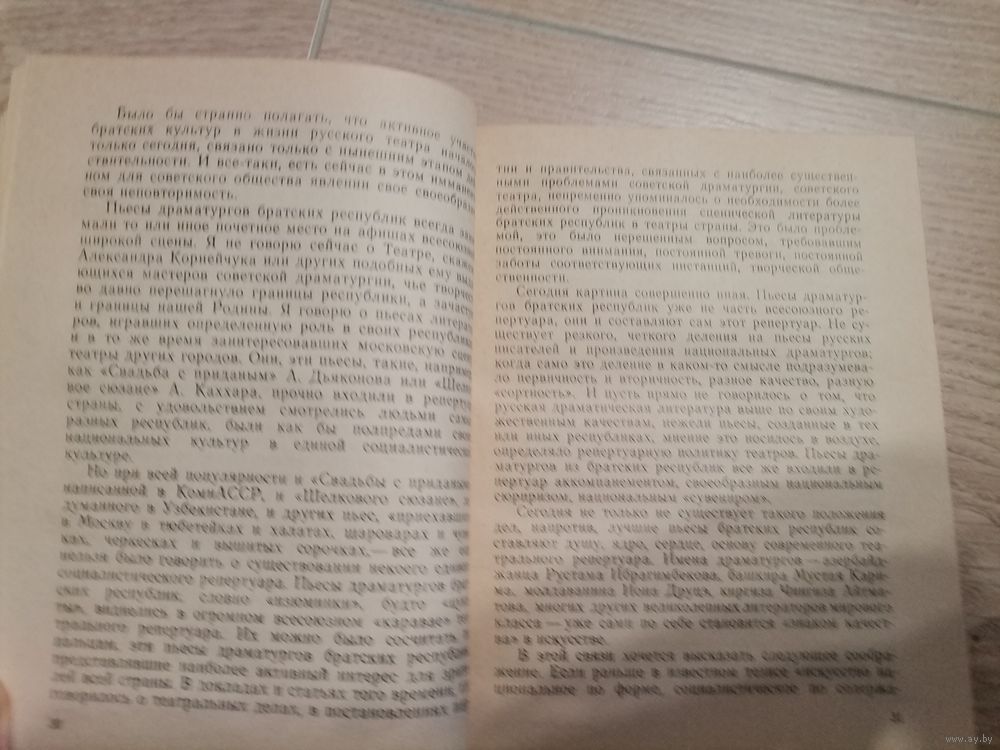 Было бы странно полагать, что активное
братских культур в жизни русского театра
только сегодня, связано только с нынешним этапом
ствительности. И все-таки, есть сейчас в этом
ном для советского общества явлении свое
своя неповторимость.
Пьесы драматургов братских республик всегда
мали то или иное почетное место на афишах
широкой сцены. Я не говорю сейчас о Театре,
Александра Корнейчука или других подобных ему
ющихся мастеров советской драматургии, чье
во давно перешагнуло границы республики, а
и границы нашей Родины. Я говорю о пьесах
ров, игравших определенную роль в своих
и в то же время заинтересовавших московскую
театры других городов. Они, эти пьесы, такие,
как «Свадьба с приданым» А. Дьяконова или
вое сюзане» А. Каххара, прочно входили в
страны, с удовольствием смотрелись людьми
разных республик, были как бы полпредами
национальных культур в единой
культуре.
Но при всей популярности и «Свадьбы с
написанной в КомиАССР, и «Шелкового сюзане»,
думанного в Узбекистане, и других пьес,
в Москву в тюбетейках и халатах, шароварах и
ках, черкесках и вышитых сорочках,— все же
нельзя было говорить о существовании некоего
социалистического репертуара. Пьесы драматургов
ских республик, словно «изюминки», будто
ты», виднелись в огромном всесоюзном «каравае»
трального репертуара. Их можно было сосчитать
пальцам, эти пьесы драматургов братских
представлявшие наиболее активный интерес для
лей всей страны. В докладах и статьях того времени,
говорилось о театральных делах, в постановлениях
тии и правительства, связанных с наиболее существен-
ными проблемами советской драматургии, советского
театра, непременно упоминалось о необходимости более
действенного проникновения сценической литературы
братских республик в театры страны. Это было пробле-
мой, это было нерешенным вопросом, требовавшим
постоянного внимания, постоянной тревоги, постоянной
заботы соответствующих инстанций, творческой обще-
ственности.
Сегодня картина совершенно иная. Пьесы драматур-
гов братских республик уже не часть всесоюзного ре-
пертуара, они и составляют сам этот репертуар. Не су-
ществует резкого, четкого деления на пьесы русских
писателей и произведения национальных драматургов;
когда само это деление в каком-то смысле подразумева-
ло первичность и вторичность, разное качество, разную
«сортность». И пусть прямо не говорилось о том, что
русская драматическая литература выше по своим худо-
жественным качествам, нежели пьесы, созданные в тех
или иных республиках, мнение это носилось в воздухе,
определяло репертуарную политику театров. Пьесы дра-
матургов из братских республик все же входили в ре-
пертуар аккомпанементом, своеобразным национальным
сюрпризом, национальным «сувениром».
Сегодня не только не существует такого положения
дел, напротив, лучшие пьесы братских республик со-
ставляют душу, ядро, сердце, основу современного теа-
трального репертуара. Имена драматургов — азербайд-
жанца Рустама Ибрагимбекова, башкира Мустая Кари-
ма, молдаванина Иона Друцэ, киргиза Чингиза Айтма-
това, многих других великолепных литераторов мирового
класса — уже сами по себе становятся «знаком качест-
ва» в искусстве.
В этой связи хочется высказать следующее сообра-
жение. Если раньше в известном тезисе «искусство на-
циональное по форме, социалистическое по содержа-
www.ay.by